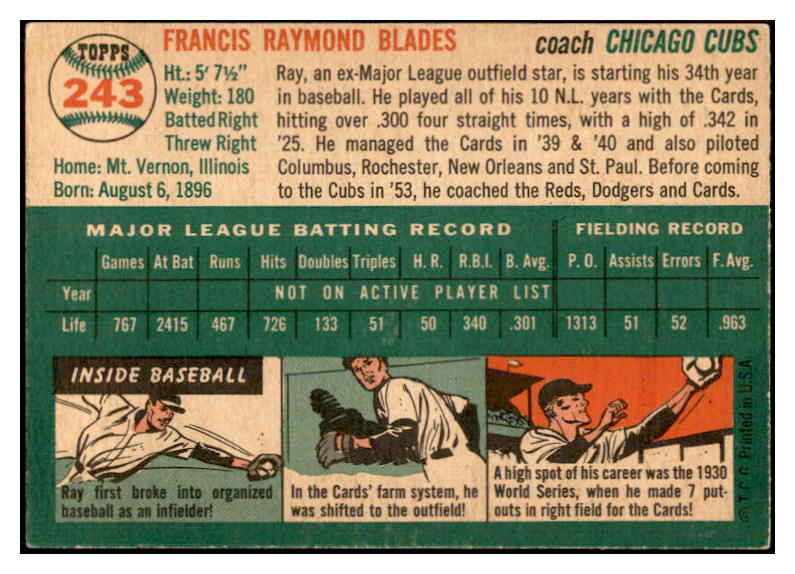 TOPPS
243
FRANCIS RAYMOND BLADES
coach CHICAGO CUBS
Ht.: 5' 7½"
Weight: 180
Batted Right
Threw Right
Home: Mt. Vernon, Illinois
Born: August 6, 1896
Ray, an ex-Major League outfield star, is starting his 34th year
in baseball. He played all of his 10 N.L. years with the Cards,
hitting over .300 four straight times, with a high of .342 in
'25. He managed the Cards in '39 & '40 and also piloted
Columbus, Rochester, New Orleans and St. Paul. Before coming
to the Cubs in '53, he coached the Reds, Dodgers and Cards.
MAJOR LEAGUE BATTING RECORD FIELDING RECORD
Games At Bat Runs Hits Doubles Triples H. R. R.B.I. B. Avg. P. O. Assists Errors F. Avg.
Year NOT ON ACTIVE PLAYER LIST
Life 767 2415 467 726 133 51 50 340 .301 1313 51 52 .963
INSIDE BASEBALL
Ray first broke into organized
baseball as an infielder!
In the Cards' farm system, he
was shifted to the outfield!
A high spot of his career was the 1930
World Series, when he made 7 put-
outs in right field for the Cards!
© T. C. G. Printed in U.S.A.